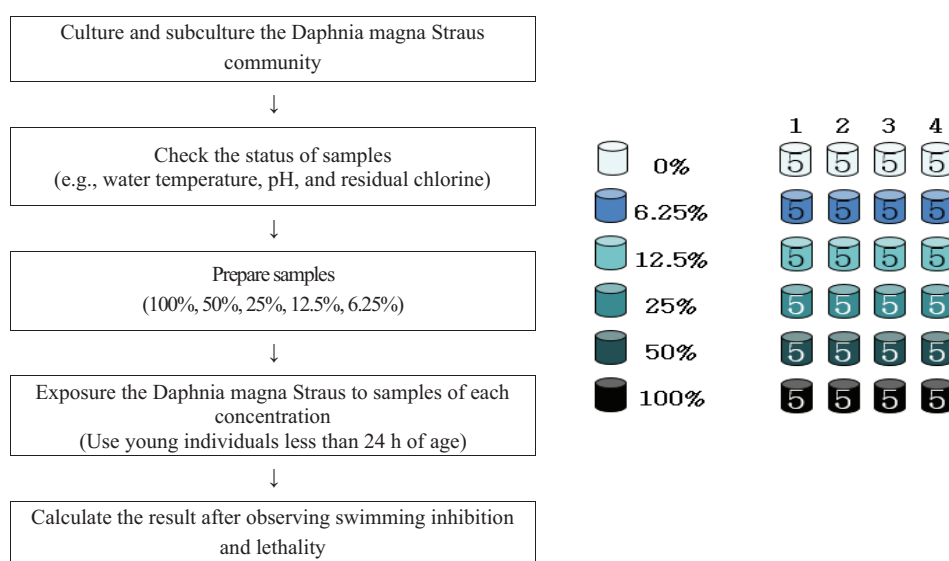 Culture and subculture the Daphnia magna Straus
community
↓
Check the status of samples
(e.g., water temperature, pH, and residual chlorine)
↓
Prepare samples
(100%, 50%, 25%, 12.5%, 6.25%)
↓
Exposure the Daphnia magna Straus to samples of each
concentration
(Use young individuals less than 24 h of age)
↓
Calculate the result after observing swimming inhibition
and lethality
1 2 3 4
0% 5 5 5 5
6.25% 5 5 5 5
12.5% 5 5 5 5
25% 5 5 5 5
50% 5 5 5 5
100% 5 5 5 5